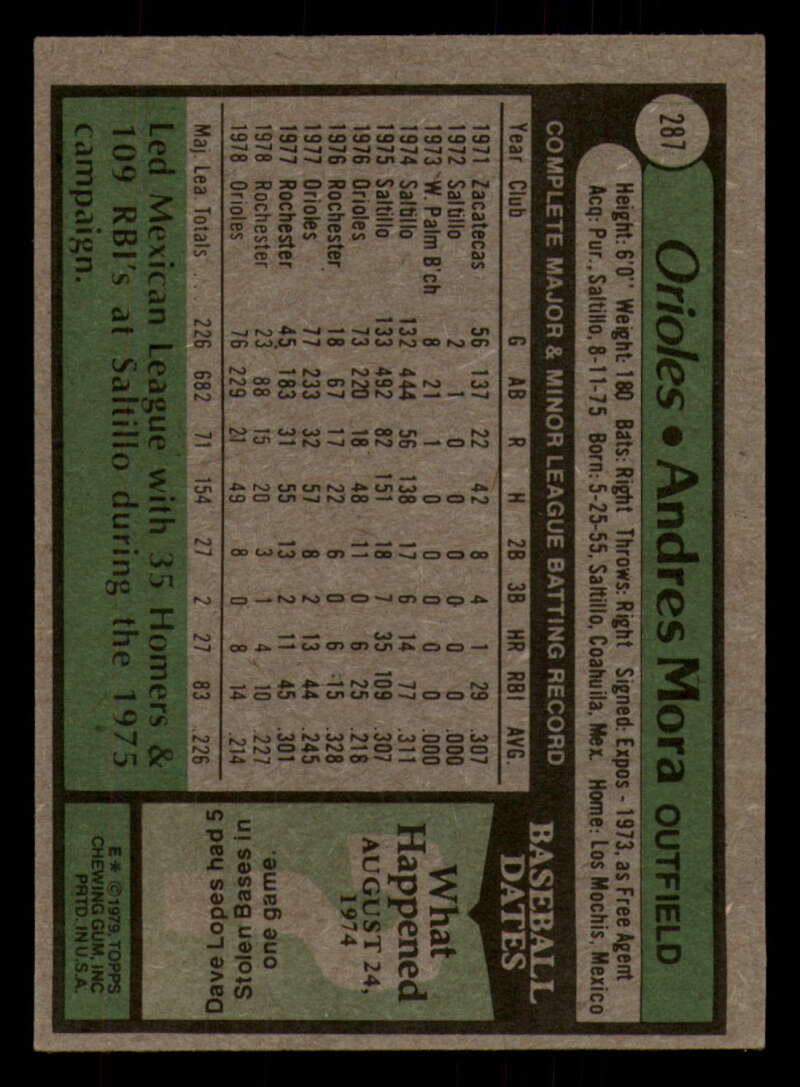 287
Orioles • Andres Mora OUTFIELD
Height: 6'0" Weight: 180 Bats: Right Throws: Right Signed: Expos - 1973, as Free Agent
Acq: Pur., Saltillo, 8-11-75 Born: 5-25-55, Saltillo, Coahuila, Mex. Home: Los Mochis, Mexico
COMPLETE MAJOR & MINOR LEAGUE BATTING RECORD
Year Club G AB R H 2B 3B HR RBI AVG.
1971 Zacatecas 56 137 22 42 8 4 1 29 .307
1972 Saltillo 2 1 0 0 0 0 0 0 .000
1973 W. Palm B'ch 8 21 1 0 0 0 0 0 .000
1974 Saltillo 132 444 56 138 17 6 14 77 .311
1975 Saltillo 133 492 82 151 18 7 35 109 .307
1976 Orioles 73 220 18 48 11 0 6 25 .218
1976 Rochester 18 67 17 22 6 0 6 15 .328
1977 Orioles 77 233 32 57 8 2 13 44 .245
1977 Rochester 45 183 31 55 13 2 11 45 .301
1978 Rochester 23 88 15 20 3 1 4 10 .227
1978 Orioles 76 229 21 49 8 0 8 14 .214
Maj. Lea Totals . . . 226 682 71 154 27 2 27 83 .226
Led Mexican League with 35 Homers &
109 RBI's at Saltillo during the 1975
campaign.
BASEBALL
DATES
What
Happened
AUGUST 24,
1974
Dave Lopes had 5
Stolen Bases in
one game.
E* ©1979, TOPPS
CHEWING GUM, INC
PRTD. IN U.S.A.